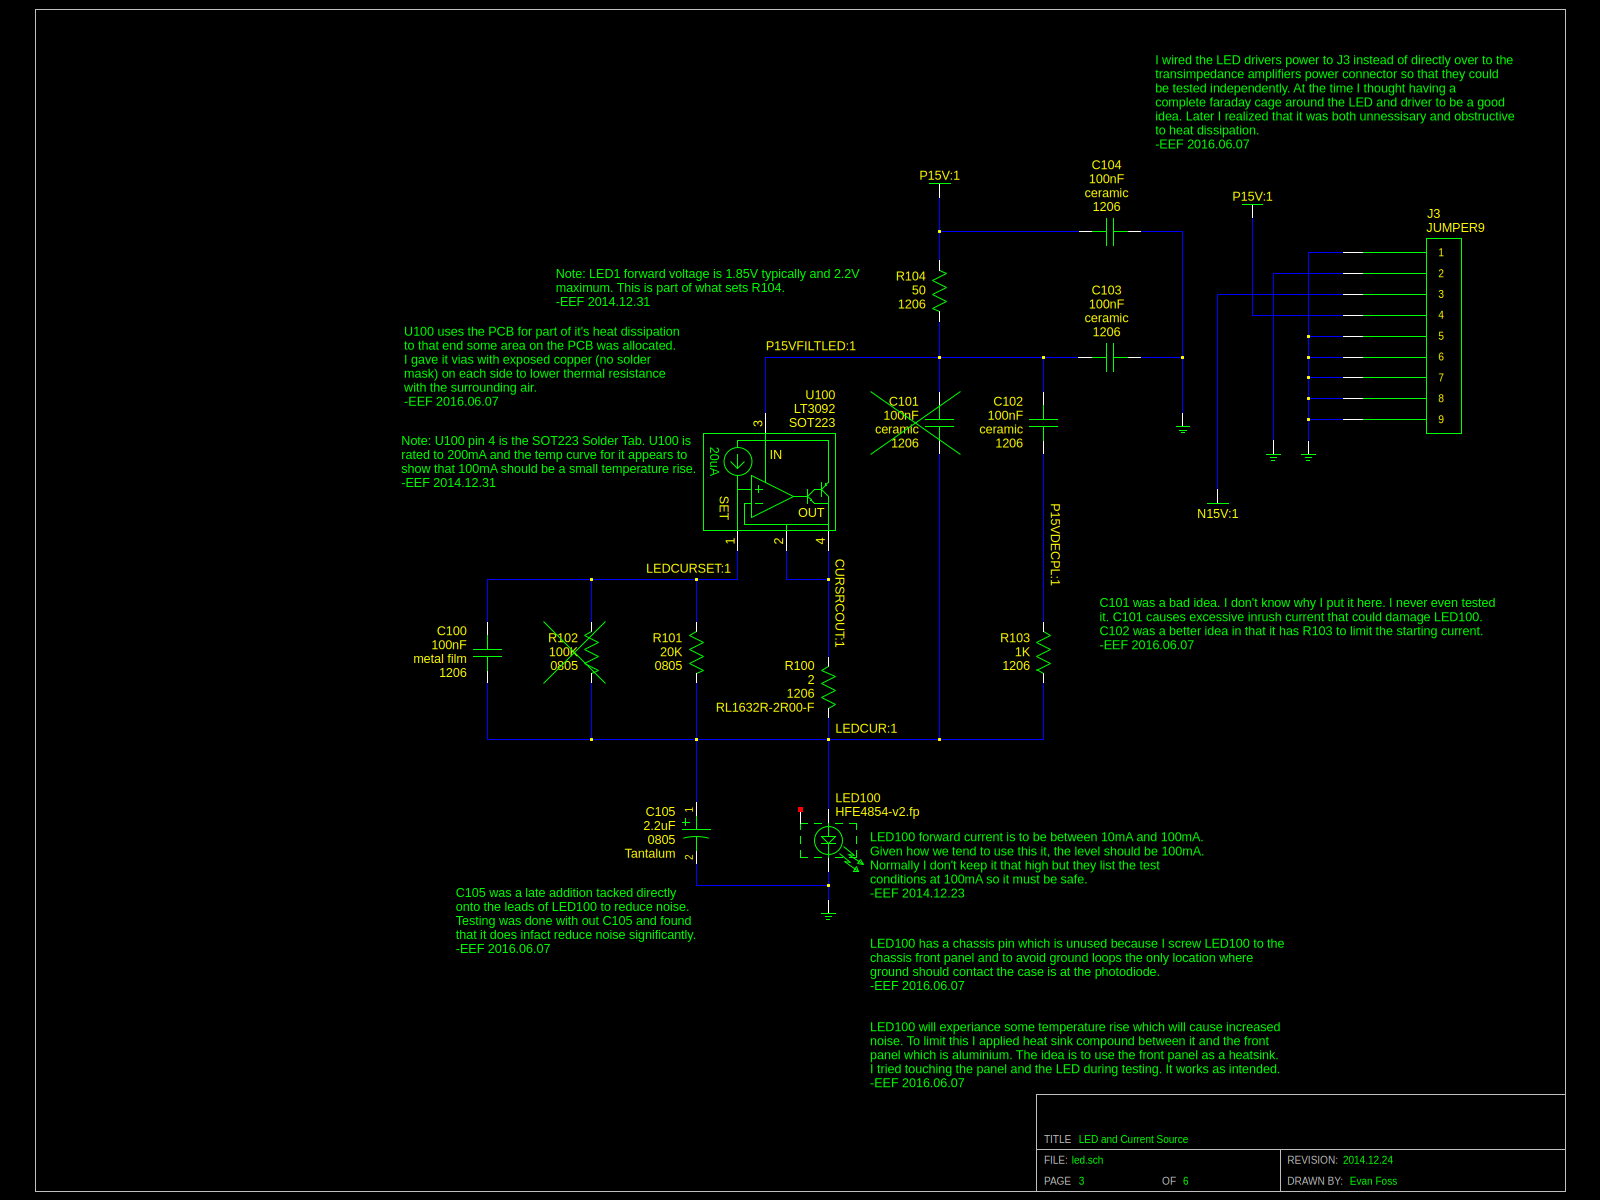 I wired the LED drivers power to J3 instead of directly over to the
transimpedance amplifiers power connector so that they could
be tested independently. At the time I thought having a
complete faraday cage around the LED and driver to be a good
idea. Later I realized that it was both unnessisary and obstructive
to heat dissipation.
-EEF 2016.06.07
P15V:1
C104
100nF
ceramic
1206
P15V:1
J3
JUMPER9
1
2
3
4
5
6
7
8
9
Note: LED1 forward voltage is 1.85V typically and 2.2V
maximum. This is part of what sets R104.
-EEF 2014.12.31
R104
50
1206
C103
100nF
ceramic
1206
U100 uses the PCB for part of it's heat dissipation
to that end some area on the PCB was allocated.
I gave it vias with exposed copper (no solder
mask) on each side to lower thermal resistance
with the surrounding air.
-EEF 2016.06.07
P15VFILTLED:1
U100
LT3092
SOT223
C101
100nF
ceramic
1206
C102
100nF
ceramic
1206
Note: U100 pin 4 is the SOT223 Solder Tab. U100 is
rated to 200mA and the temp curve for it appears to
show that 100mA should be a small temperature rise.
-EEF 2014.12.31
3
IN
20uA
SET
+
−
OUT
1
2
4
N15V:1
P15VDECPL:1
LEDCURSET:1
CURSRCOUT:1
C101 was a bad idea. I don't know why I put it here. I never even tested
it. C101 causes excessive inrush current that could damage LED100.
C102 was a better idea in that it has R103 to limit the starting current.
-EEF 2016.06.07
C100
100nF
metal film
1206
R102
100K
0805
R101
20K
0805
R100
2
1206
RL1632R-2R00-F
R103
1K
1206
LEDCUR:1
C105
2.2uF
0805
Tantalum
1
+
2
LED100
HFE4854-v2.fp
LED100 forward current is to be between 10mA and 100mA.
Given how we tend to use this it, the level should be 100mA.
Normally I don't keep it that high but they list the test
conditions at 100mA so it must be safe.
-EEF 2014.12.23
C105 was a late addition tacked directly
onto the leads of LED100 to reduce noise.
Testing was done with out C105 and found
that it does infact reduce noise significantly.
-EEF 2016.06.07
LED100 has a chassis pin which is unused because I screw LED100 to the
chassis front panel and to avoid ground loops the only location where
ground should contact the case is at the photodiode.
-EEF 2016.06.07
LED100 will experiance some temperature rise which will cause increased
noise. To limit this I applied heat sink compound between it and the front
panel which is aluminium. The idea is to use the front panel as a heatsink.
I tried touching the panel and the LED during testing. It works as intended.
-EEF 2016.06.07
TITLE LED and Current Source
FILE: led.sch
REVISION: 2014.12.24
PAGE 3 OF 6
DRAWN BY: Evan Foss